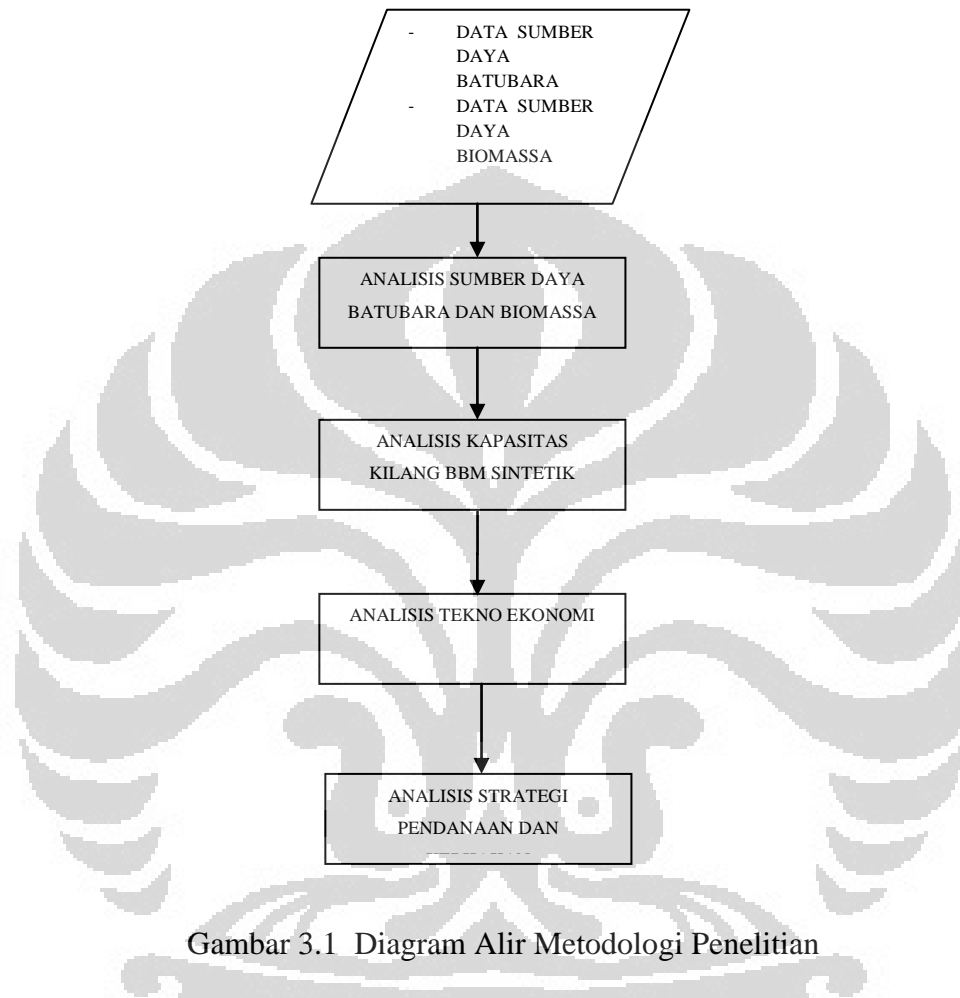 - DATA SUMBER
DAYA
BATUBARA
- DATA SUMBER
DAYA
BIOMASSA
ANALISIS SUMBER DAYA
BATUBARA DAN BIOMASSA
ANALISIS KAPASITAS
KILANG BBM SINTETIK
ANALISIS TEKNO EKONOMI
ANALISIS STRATEGI
PENDANAAN DAN
Gambar 3.1 Diagram Alir Metodologi Penelitian